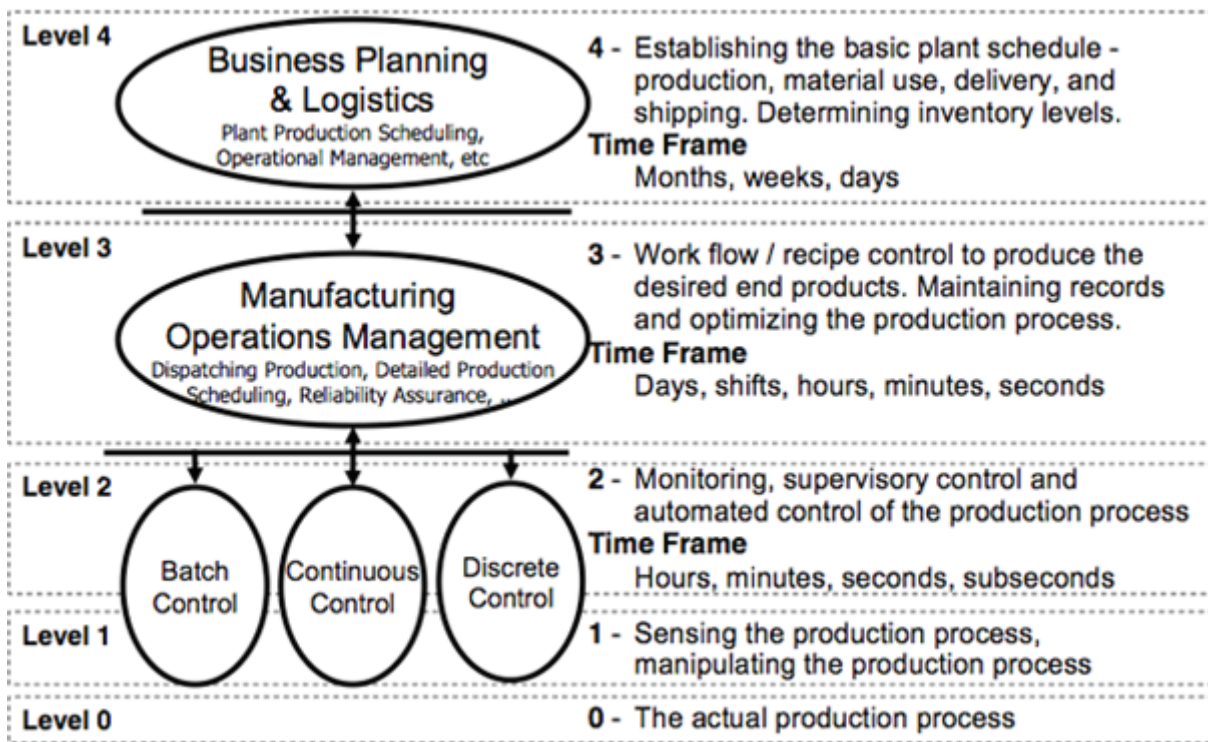 Level 4
Business Planning
& Logistics
Plant Production Scheduling,
Operational Management, etc
4 - Establishing the basic plant schedule -
production, material use, delivery, and
shipping. Determining inventory levels.
Time Frame
Months, weeks, days
Level 3
Manufacturing
Operations Management
Dispatching Production, Detailed Production
Scheduling, Reliability Assurance, ...
3 - Work flow / recipe control to produce the
desired end products. Maintaining records
and optimizing the production process.
Time Frame
Days, shifts, hours, minutes, seconds
Level 2
Batch
Control
Continuous
Control
Discrete
Control
2 - Monitoring, supervisory control and
automated control of the production process
Time Frame
Hours, minutes, seconds, subseconds
Level 1
1 - Sensing the production process,
manipulating the production process
Level 0
0 - The actual production process